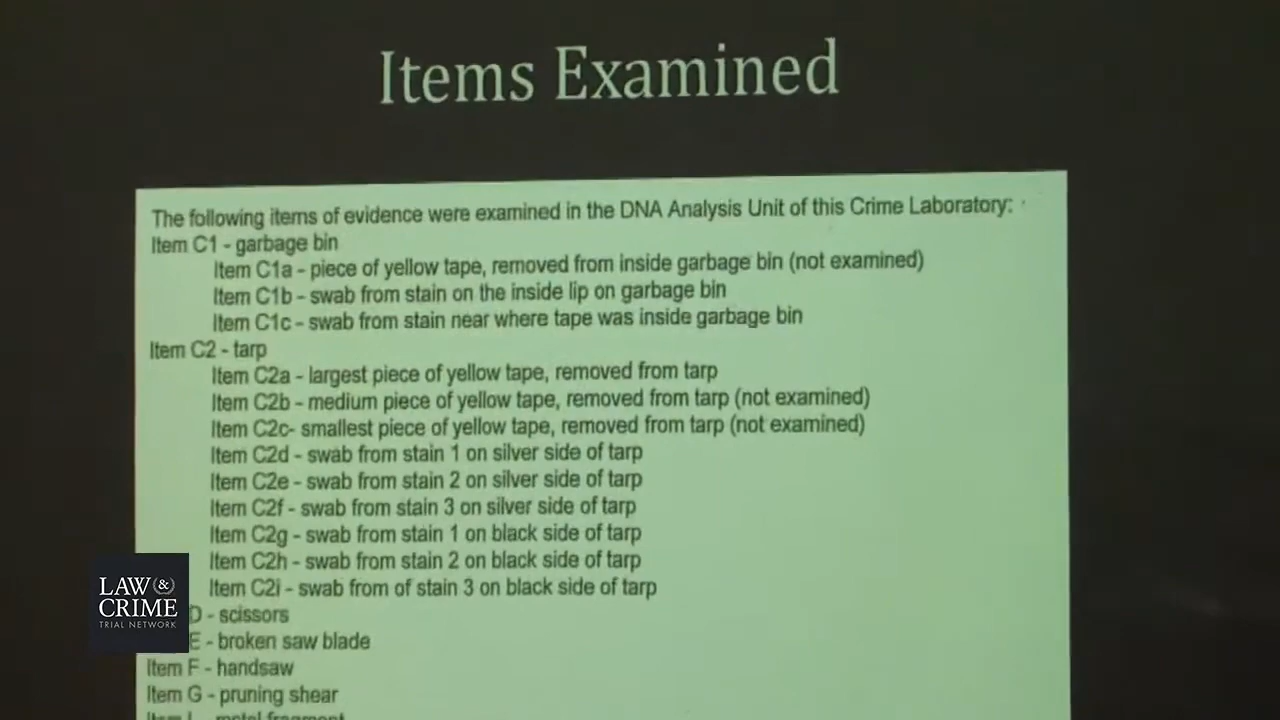 Items Examined
The following items of evidence were examined in the DNA Analysis Unit of this Crime Laboratory:
Item C1 - garbage bin
Item C1a - piece of yellow tape, removed from inside garbage bin (not examined)
Item C1b - swab from stain on the inside lip on garbage bin
Item C1c - swab from stain near where tape was inside garbage bin
Item C2 - tarp
Item C2a - largest piece of yellow tape, removed from tarp
Item C2b - medium piece of yellow tape, removed from tarp (not examined)
Item C2c- smallest piece of yellow tape, removed from tarp (not examined)
Item C2d - swab from stain 1 on silver side of tarp
Item C2e - swab from stain 2 on silver side of tarp
Item C2f - swab from stain 3 on silver side of tarp
Item C2g - swab from stain 1 on black side of tarp
Item C2h - swab from stain 2 on black side of tarp
Item C2i - swab from of stain 3 on black side of tarp
D - scissors
E - broken saw blade
Item F - handsaw
Item G - pruning shear
metal fragment
LAW &
CRIME
TRIAL NETWORK